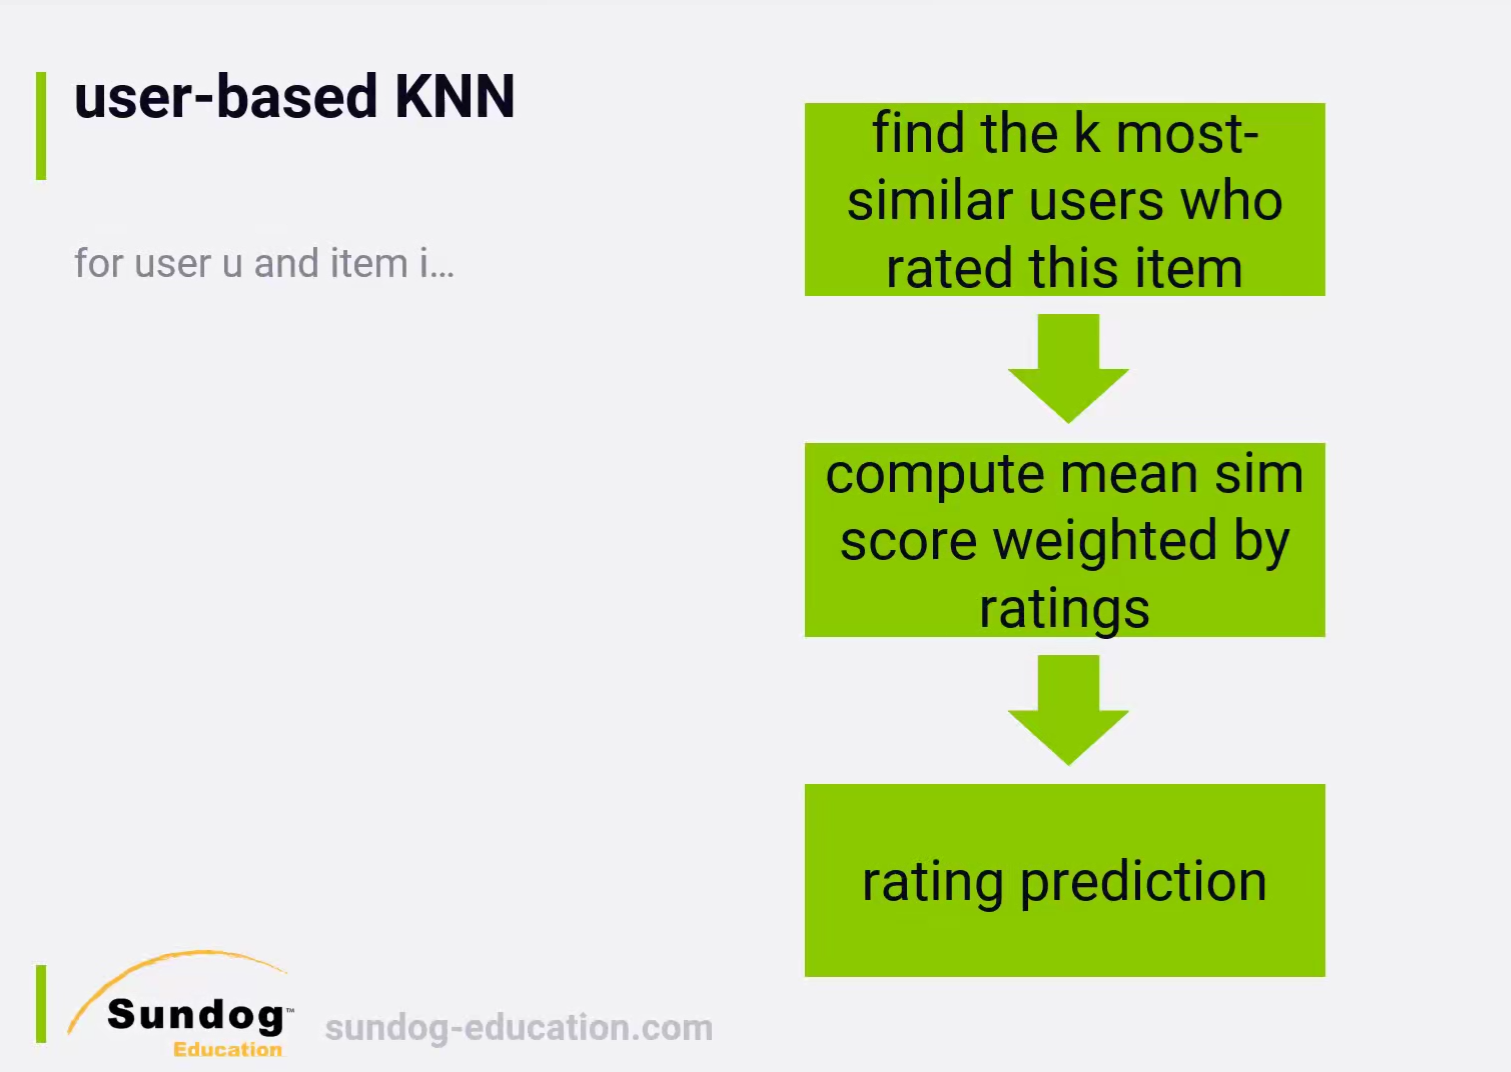 user-based KNN
for user u and item i…
find the k most-
similar users who
rated this item
compute mean sim
score weighted by
ratings
rating prediction
Sundog™
Education
sundog-education.com